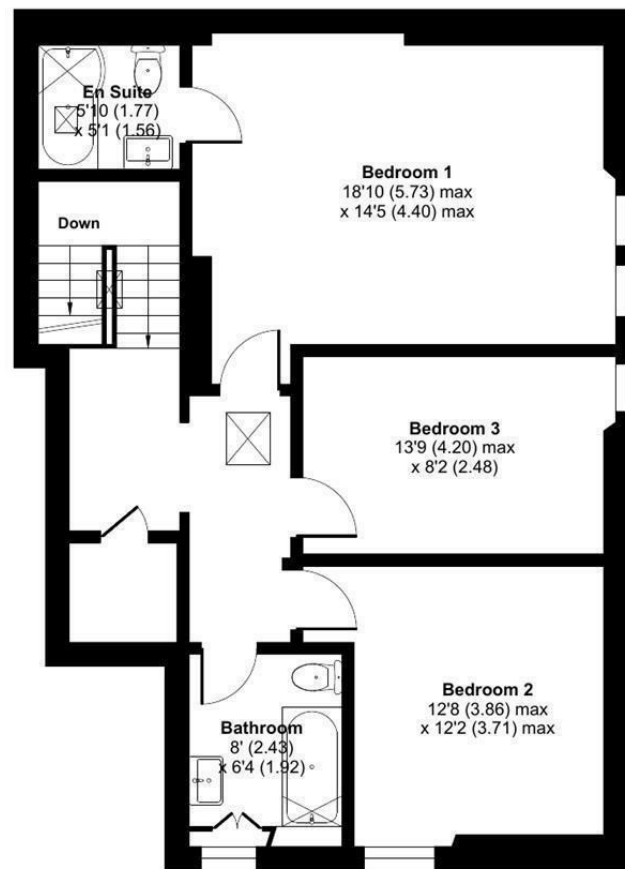 En Suite
5'10 (1.77)
x 5'1 (1.56)
Bedroom 1
18'10 (5.73) max
x 14'5 (4.40) max
Down
Bedroom 3
13'9 (4.20) max
x 8'2 (2.48)
Bedroom 2
12'8 (3.86) max
x 12'2 (3.71) max
Bathroom
8' (2.43)
x 6'4 (1.92)